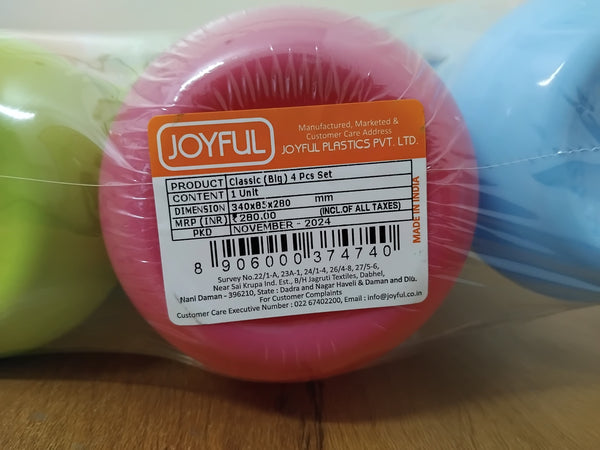 JOYFUL
Manufactured, Marketed &
Customer Care Address
JOYFUL PLASTICS PVT. LTD.
PRODUCT Classic (Big) 4 Pcs Set
CONTENT 1 Unit
DIMENSION 340x85x280 mm
MRP(INR) ₹280.00 (INCL.OF ALL TAXES)
PKD NOVEMBER - 2024
MADE IN INDIA
8 906000 374740
Survey No.22/1-A, 23A-1, 24/1-4, 26/4-8, 27/5-6,
Near Sai Krupa Ind. Est., B/H Jagruti Textiles, Dabhel,
Nani Daman - 396210, State : Dadra and Nagar Haveli & Daman and Diu.
For Customer Complaints
Customer Care Executive Number : 022 67402200, Email : info@joyful.co.in